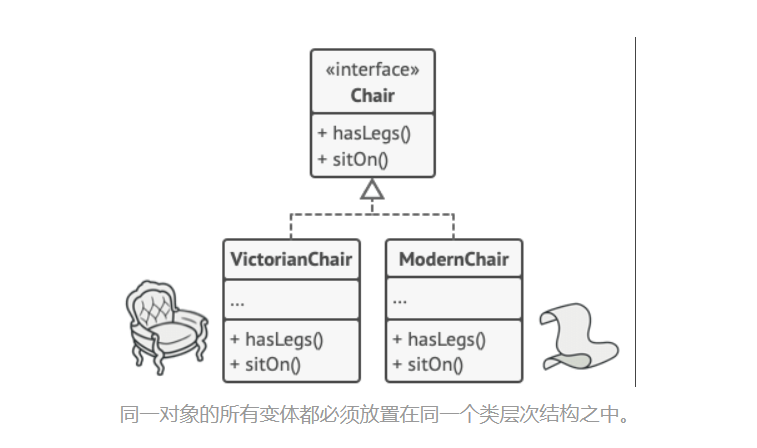 «interface»
Chair
+ hasLegs()
+ sitOn()
VictorianChair
...
+ hasLegs()
+ sitOn()
ModernChair
...
+ hasLegs()
+ sitOn()
同一对象的所有变体都必须放置在同一个类层次结构之中。